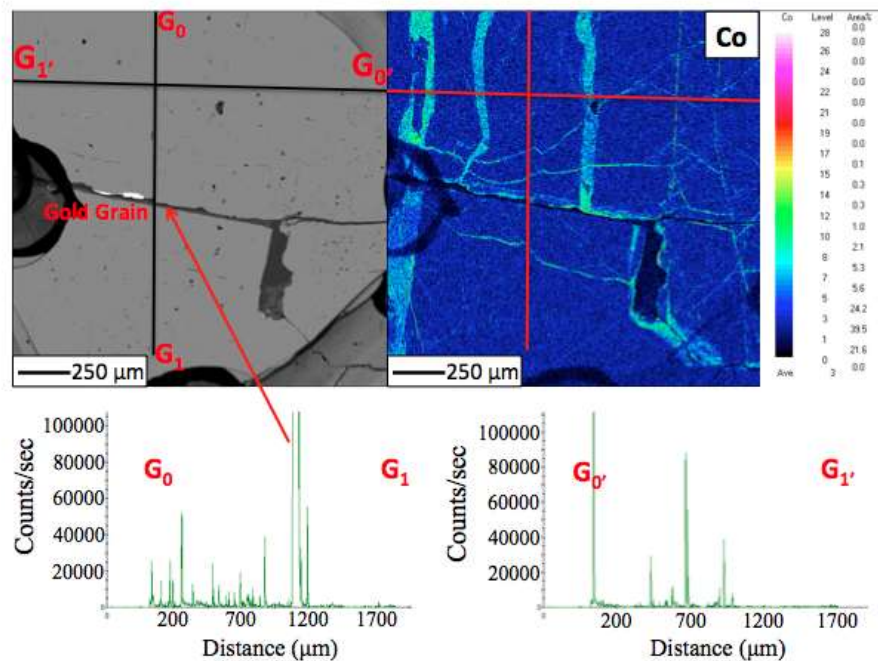 G0
G1'
G0'
Gold Grain
G1
250 µm
Co
250 µm
Co Level Area%
28 0.0
26 0.0
24 0.0
22 0.0
21 0.0
19 0.0
17 0.0
15 0.3
14 0.3
12 1.0
10 2.1
8 5.3
7 5.6
5 24.2
3 39.5
1 21.6
0 0.0
Ave 3
Counts/sec
100000
80000
60000
40000
20000
G0
G1
200 700 1200 1700
Distance (µm)
Counts/sec
100000
80000
60000
40000
20000
G0'
G1'
200 700 1200 1700
Distance (µm)